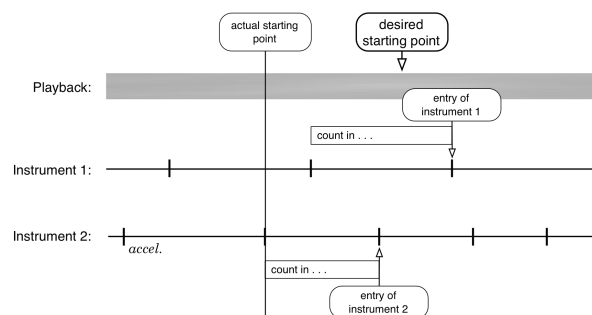 actual starting
point
desired
starting point
Playback:
entry of
instrument 1
count in . . .
Instrument 1:
Instrument 2:
accel.
count in . . .
entry of
instrument 2